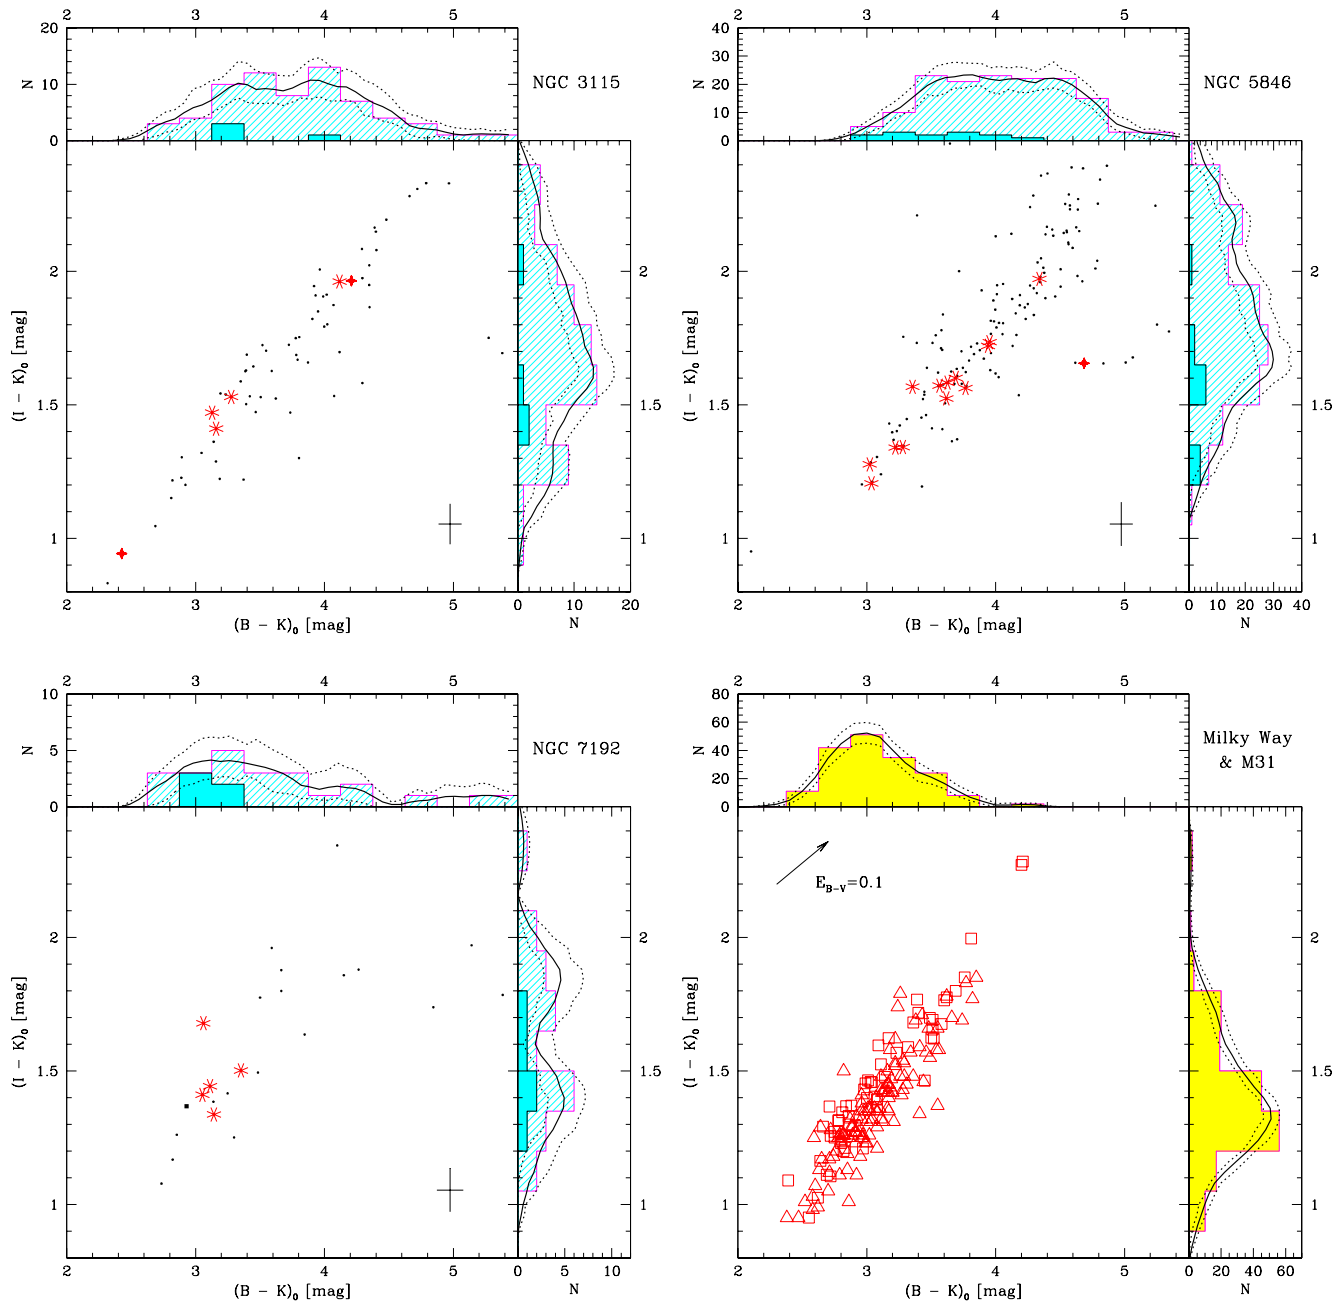 2 3 4 5
20
10
0
N
NGC 3115
2
1.5
1
(I − K)₀ [mag]
2
1.5
1
2 3 4 5
0 10 20
(B − K)₀ [mag]
N
2 3 4 5
40
30
20
10
0
N
NGC 5846
2
1.5
1
(I − K)₀ [mag]
2
1.5
1
2 3 4 5
0 10 20 30 40
(B − K)₀ [mag]
N
2 3 4 5
10
5
0
N
NGC 7192
2
1.5
1
(I − K)₀ [mag]
2
1.5
1
2 3 4 5
0 5 10
(B − K)₀ [mag]
N
2 3 4 5
80
60
40
20
0
N
Milky Way
& M31
E_B-V=0.1
2
1.5
1
(I − K)₀ [mag]
2
1.5
1
2 3 4 5
0 20 40 60
(B − K)₀ [mag]
N